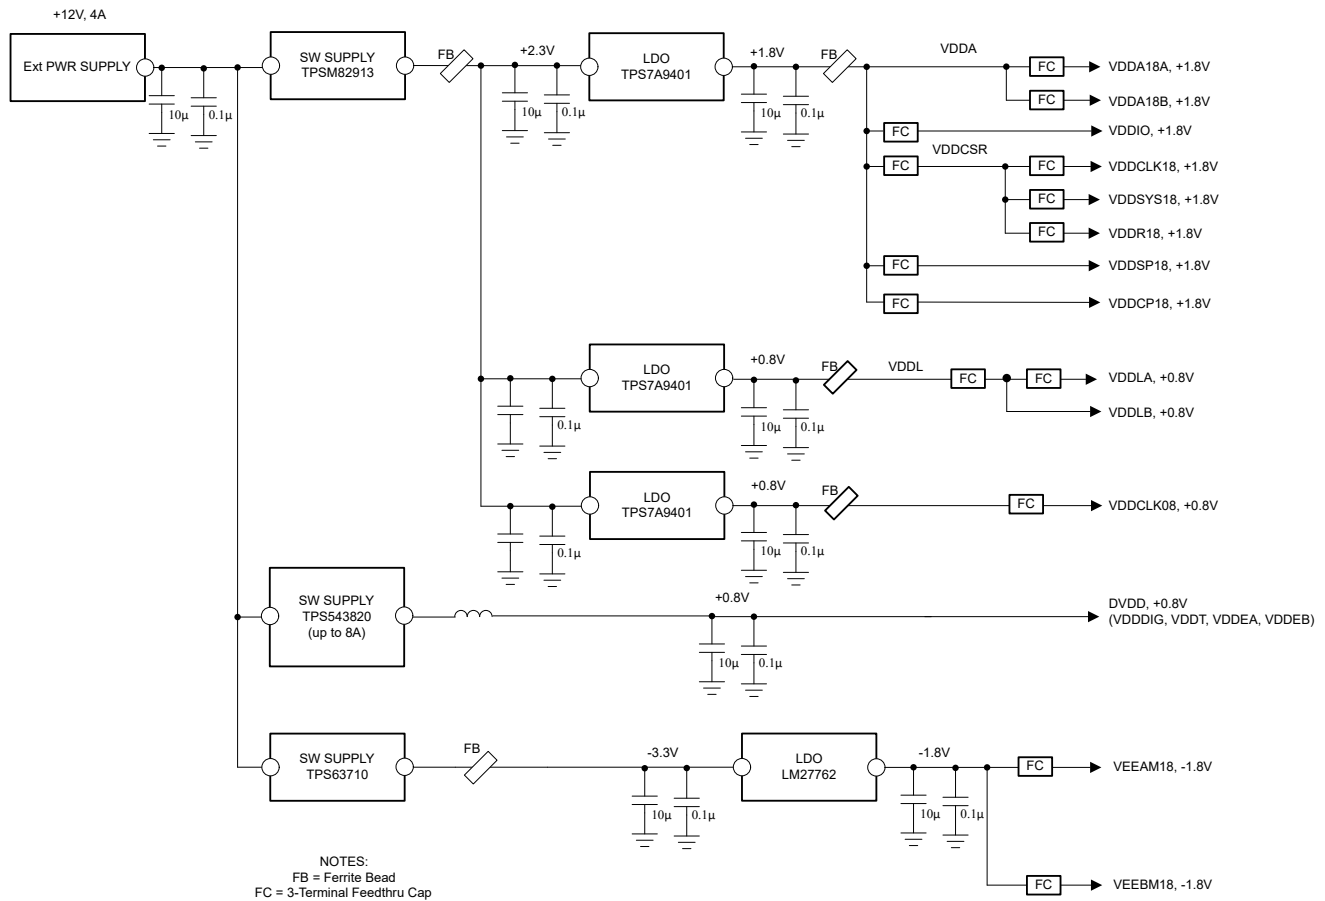 +12V, 4A
Ext PWR SUPPLY
10µ
0.1µ
SW SUPPLY
TPSM82913
FB
+2.3V
10µ
0.1µ
LDO
TPS7A9401
+1.8V
10µ
0.1µ
FB
VDDA
FC
VDDA18A, +1.8V
FC
VDDA18B, +1.8V
FC
VDDIO, +1.8V
FC
VDDCSR
FC
VDDCLK18, +1.8V
FC
VDDSYS18, +1.8V
FC
VDDR18, +1.8V
FC
VDDSP18, +1.8V
FC
VDDCP18, +1.8V
0.1µ
LDO
TPS7A9401
+0.8V
10µ
0.1µ
FB
VDDL
FC
FC
VDDLA, +0.8V
VDDLB, +0.8V
0.1µ
LDO
TPS7A9401
+0.8V
10µ
0.1µ
FB
FC
VDDCLK08, +0.8V
SW SUPPLY
TPS543820
(up to 8A)
+0.8V
10µ
0.1µ
DVDD, +0.8V
(VDDDIG, VDDT, VDDEA, VDDEB)
SW SUPPLY
TPS63710
FB
-3.3V
10µ
0.1µ
LDO
LM27762
-1.8V
10µ
0.1µ
FC
VEEAM18, -1.8V
FC
VEEBM18, -1.8V
NOTES:
FB = Ferrite Bead
FC = 3-Terminal Feedthru Cap